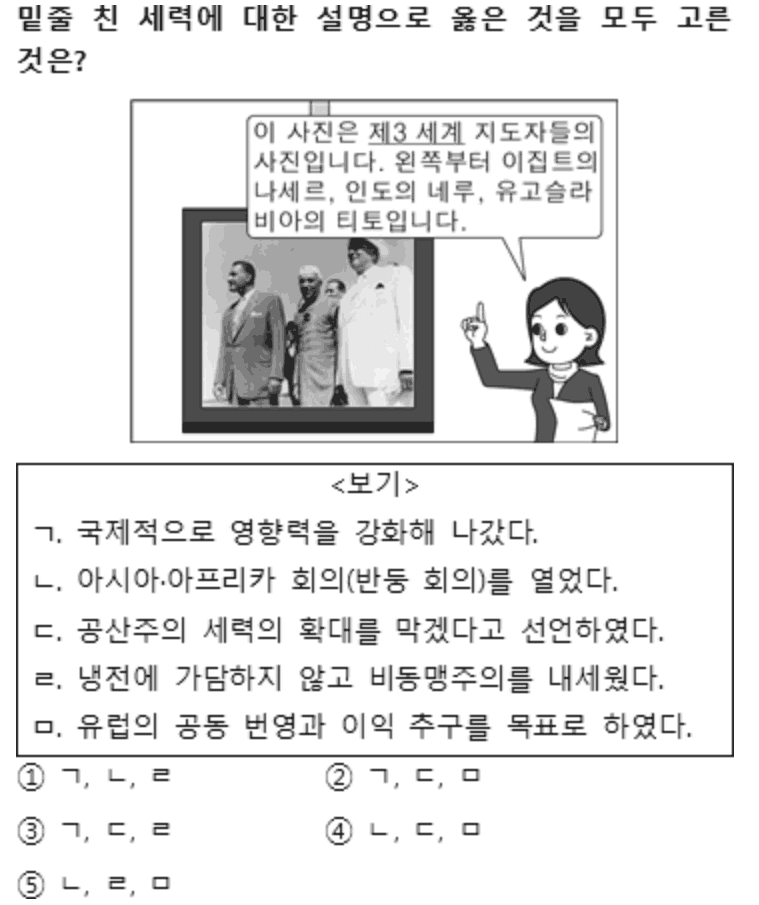 밑줄 친 세력에 대한 설명으로 옳은 것을 모두 고른
것은?
이 사진은 제3 세계 지도자들의
사진입니다. 왼쪽부터 이집트의
나세르, 인도의 네루, 유고슬라
비아의 티토입니다.
<보기>
ㄱ. 국제적으로 영향력을 강화해 나갔다.
ㄴ. 아시아·아프리카 회의(반둥 회의)를 열었다.
ㄷ. 공산주의 세력의 확대를 막겠다고 선언하였다.
ㄹ. 냉전에 가담하지 않고 비동맹주의를 내세웠다.
ㅁ. 유럽의 공동 번영과 이익 추구를 목표로 하였다.
① ㄱ, ㄴ, ㄹ ② ㄱ, ㄷ, ㅁ
③ ㄱ, ㄷ, ㄹ ④ ㄴ, ㄷ, ㅁ
⑤ ㄴ, ㄹ, ㅁ